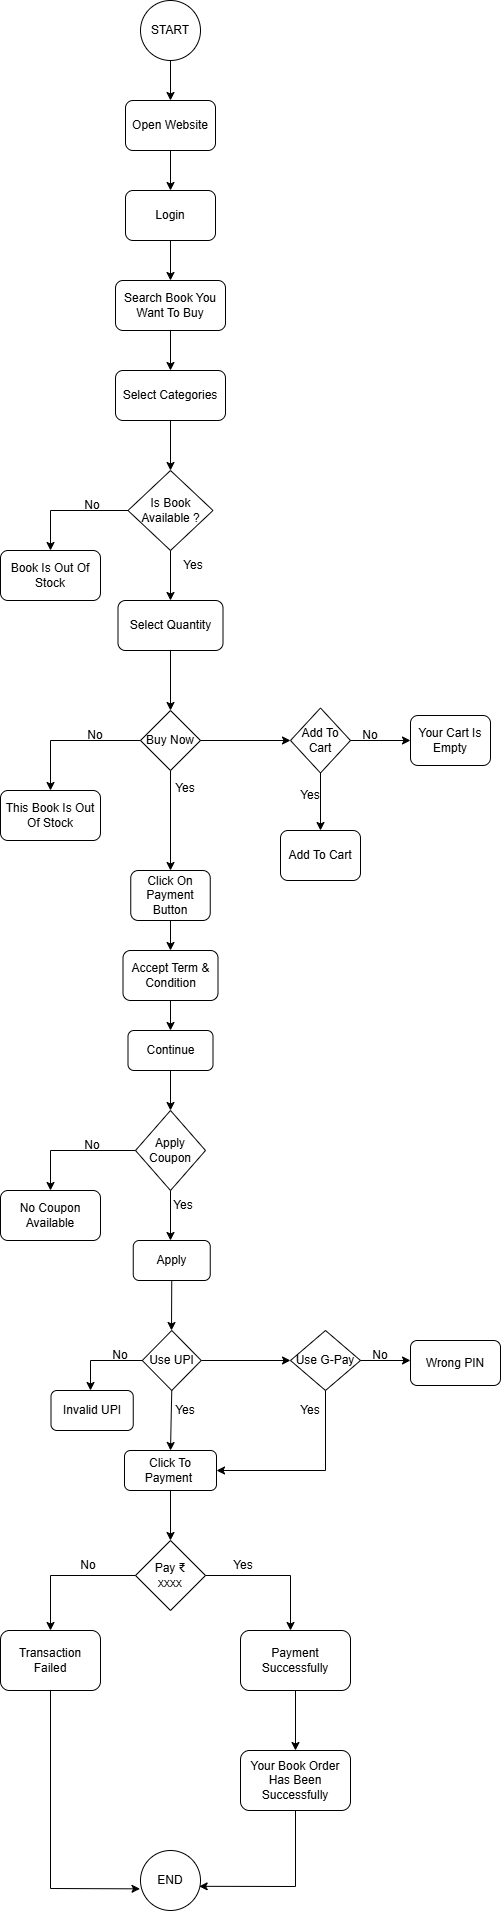 START
Open Website
Login
Search Book You
Want To Buy
Select Categories
Is Book
Available ?
No
Yes
Book Is Out Of
Stock
Select Quantity
Buy Now
No
Yes
Add To
Cart
No
Your Cart Is
Empty
Yes
This Book Is Out
Of Stock
Add To Cart
Click On
Payment
Button
Accept Term &
Condition
Continue
Apply
Coupon
No
Yes
No Coupon
Available
Apply
Use UPI
No
Yes
Use G-Pay
No
Wrong PIN
Yes
Invalid UPI
Click To
Payment
Pay ₹
xxxx
No
Yes
Transaction
Failed
Payment
Successfully
Your Book Order
Has Been
Successfully
END